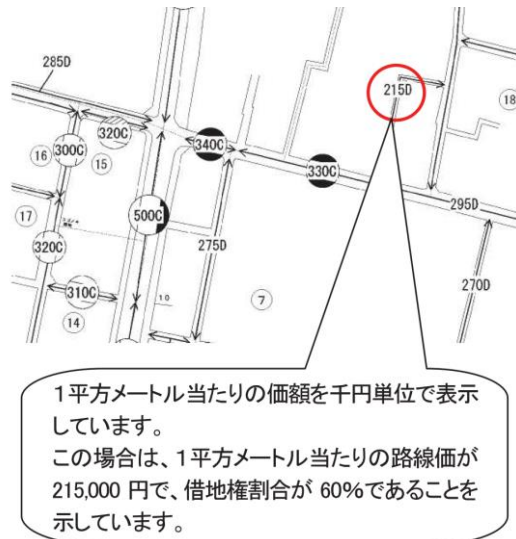 285D
215D
18
320C
300C
16
15
340C
330C
17
500C
295D
320C
275D
270D
310C
7
14
1平方メートル当たりの価額を千円単位で表示
しています。
この場合は、1平方メートル当たりの路線価が
215,000 円で、借地権割合が 60%であることを
示しています。